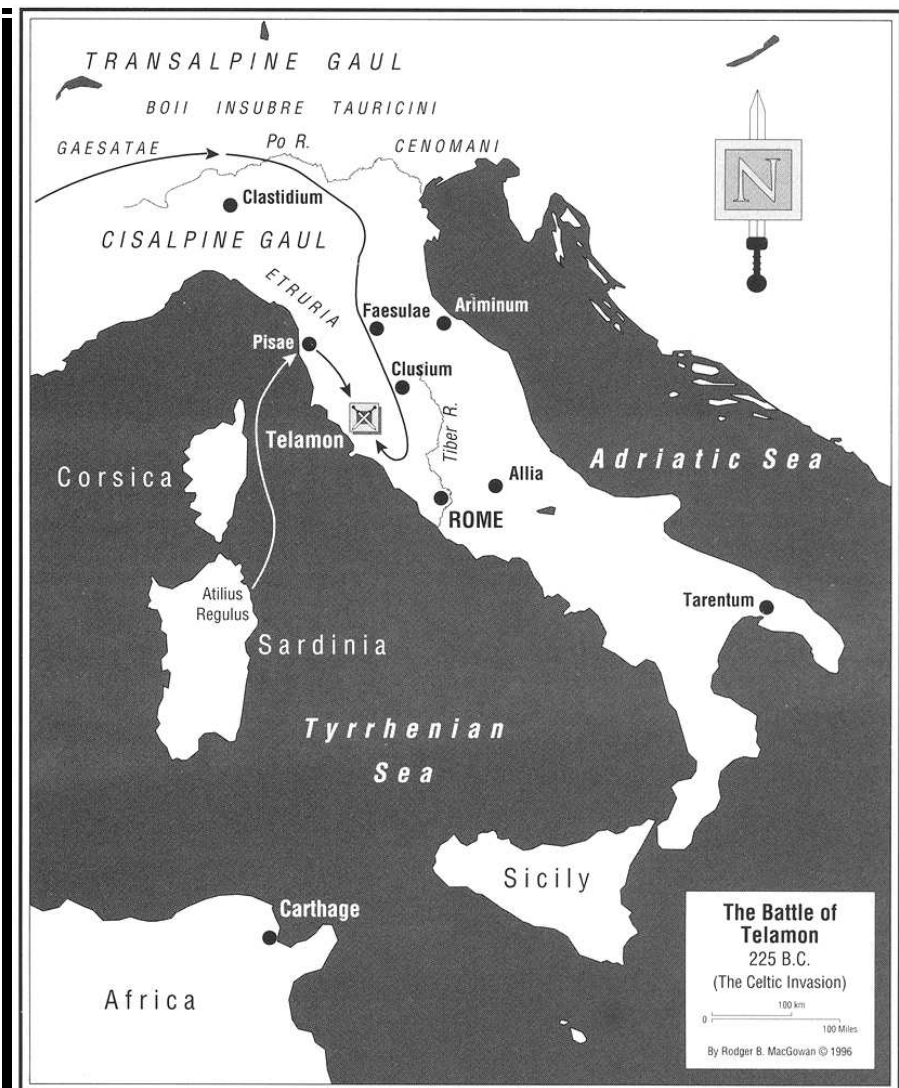 TRANSALPINE GAUL
BOII INSUBRE TAURICINI
GAESATAE
Po R.
CENOMANI
N
Clastidium
CISALPINE GAUL
ETRURIA
Faesulae
Ariminum
Pisae
Clusium
Telamon
Tiber R.
Corsica
Adriatic Sea
Allia
ROME
Atilius
Regulus
Sardinia
Tarentum
Tyrrhenian
Sea
Sicily
Carthage
Africa
The Battle of
Telamon
225 B.C.
(The Celtic Invasion)
100 km
0
100 Miles
By Rodger B. MacGowan © 1996